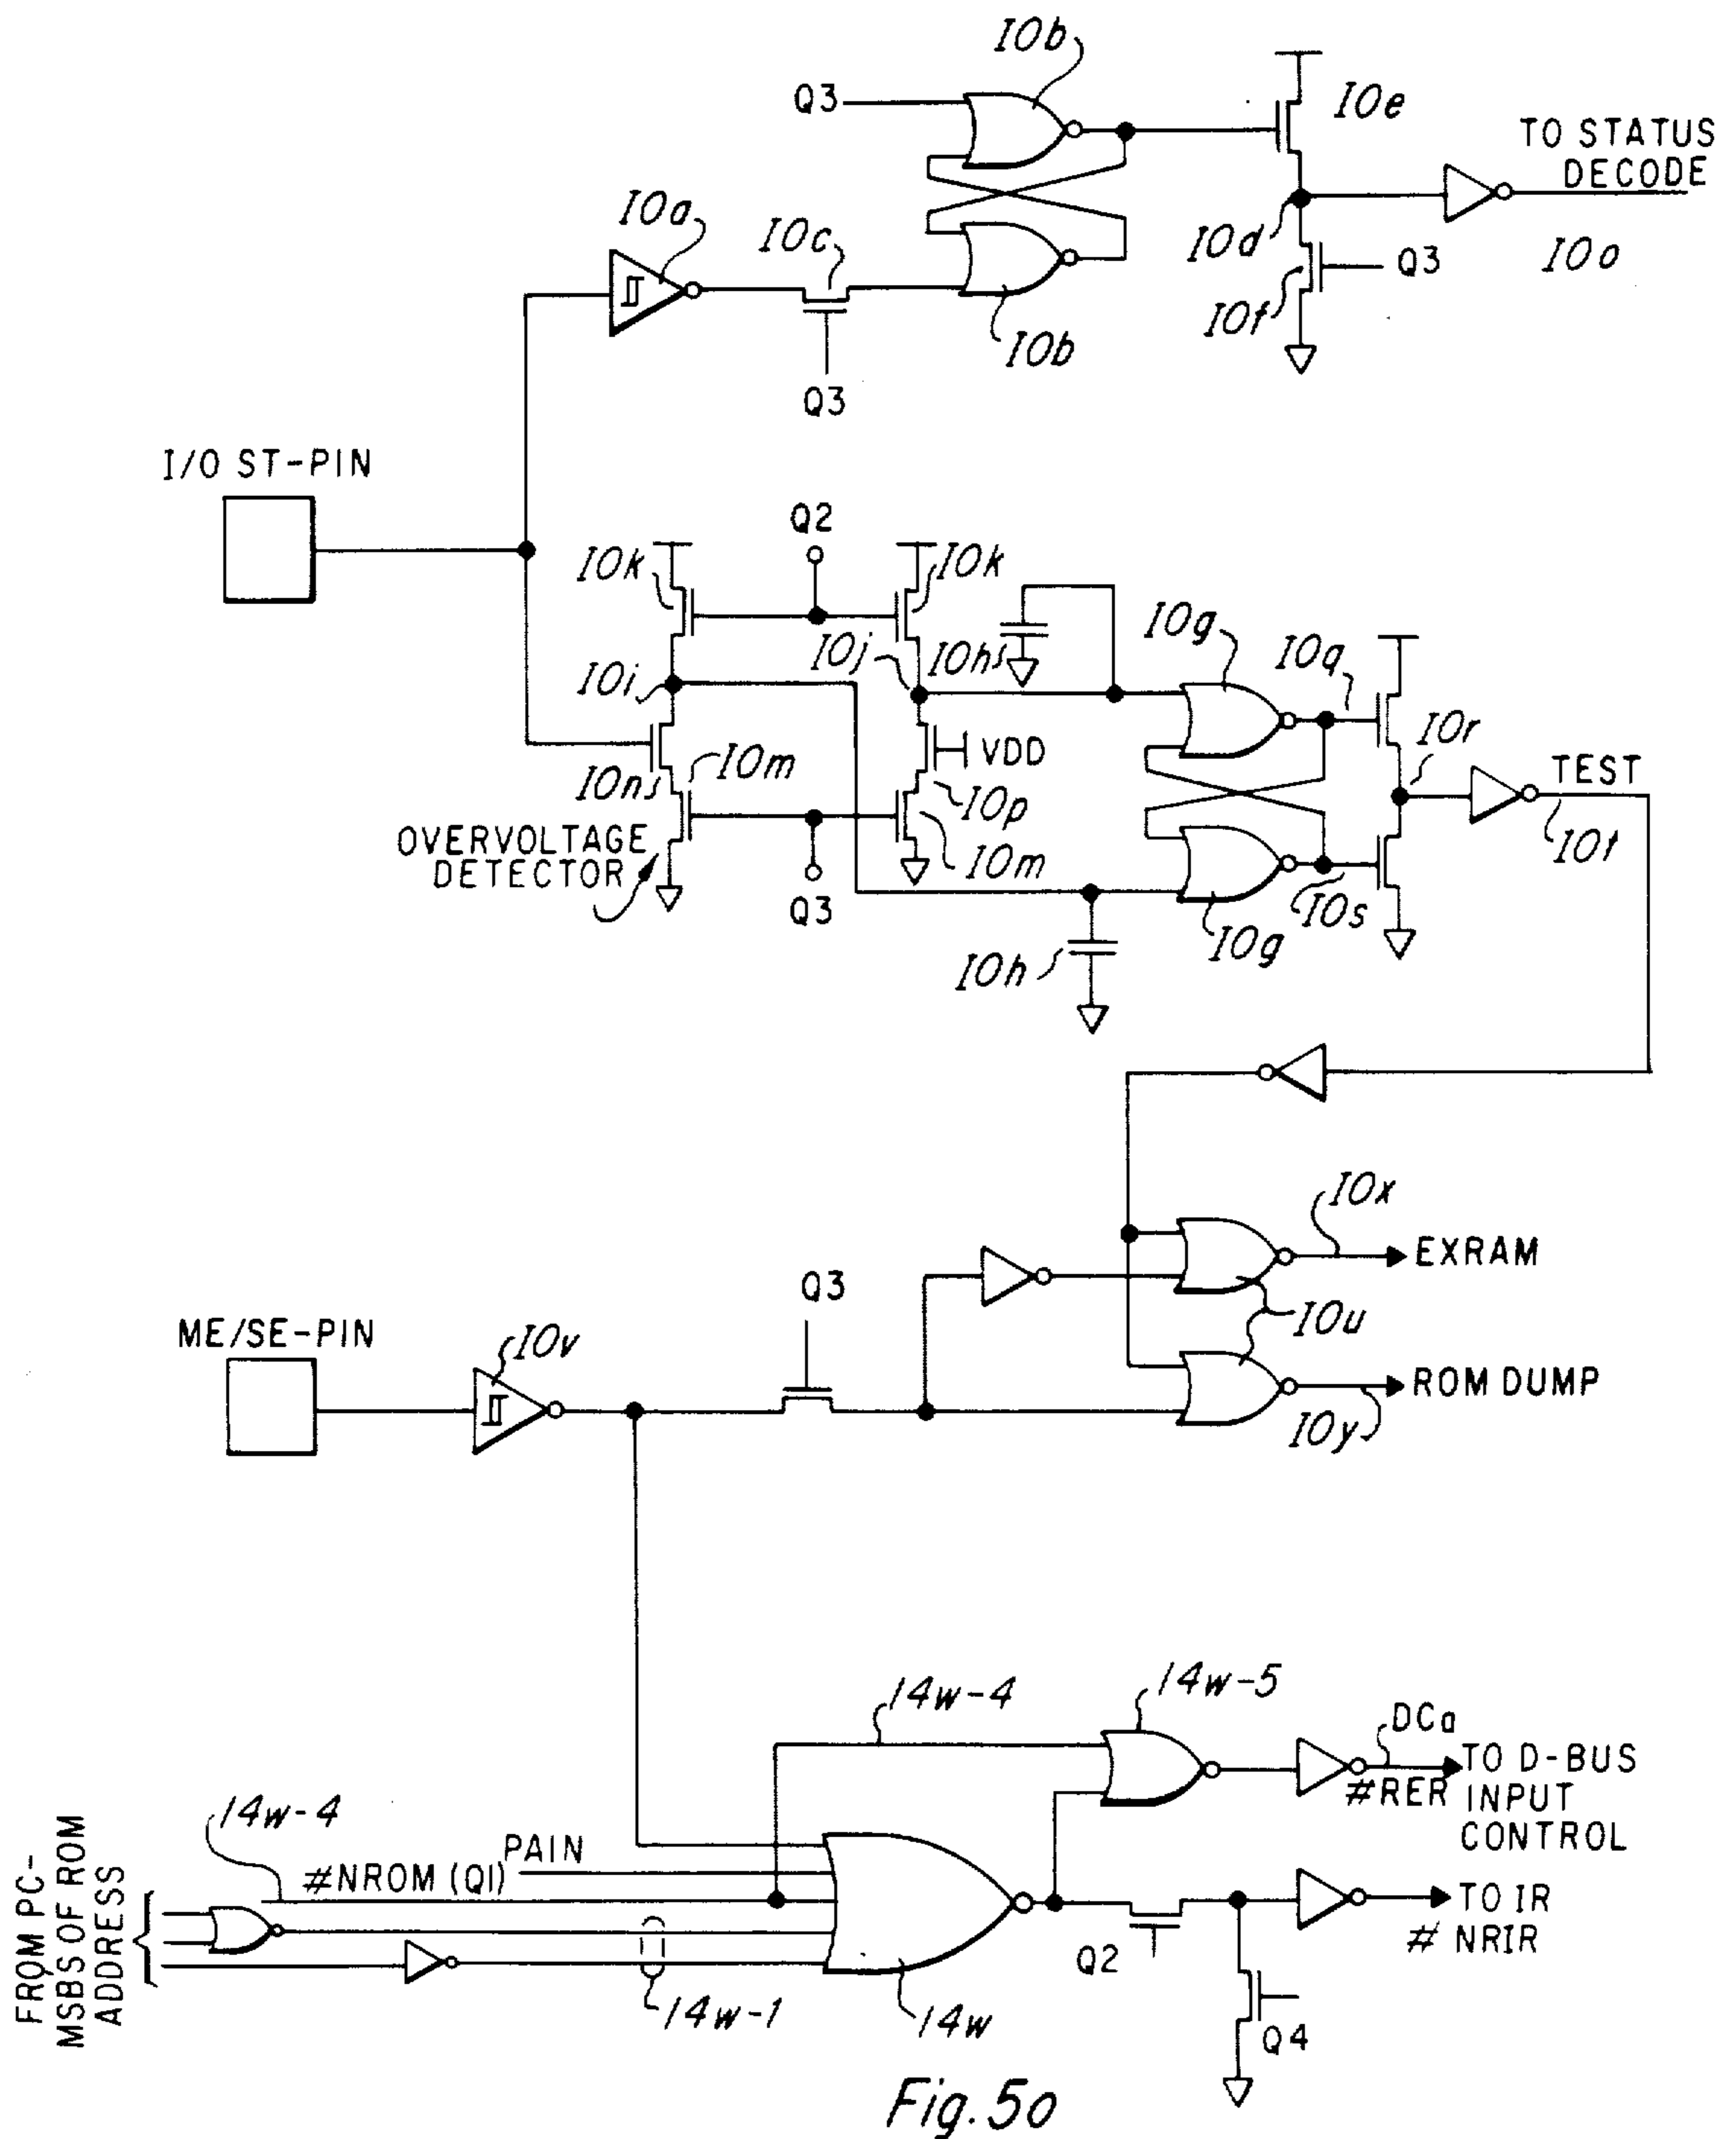 10b
Q3
10e
TO STATUS
DECODE
10a
10c
10d
Q3
10o
10f
10b
Q3
I/O ST-PIN
Q2
10k
10k
10g
10j
10h
10q
10i
10r
VDD
TEST
10n
10m
10p
10t
OVERVOLTAGE
DETECTOR
10m
Q3
10s
10g
10h
10x
EXRAM
Q3
10u
ME/SE-PIN
10v
ROM DUMP
10y
14w-4
14w-5
DCa
TO D-BUS
INPUT
CONTROL
#RER
14w-4
PAIN
#NROM (Q1)
FROM PC-
MSBS OF ROM
ADDRESS
TO IR
# NRIR
Q2
14w-1
14w
Q4
Fig. 5o